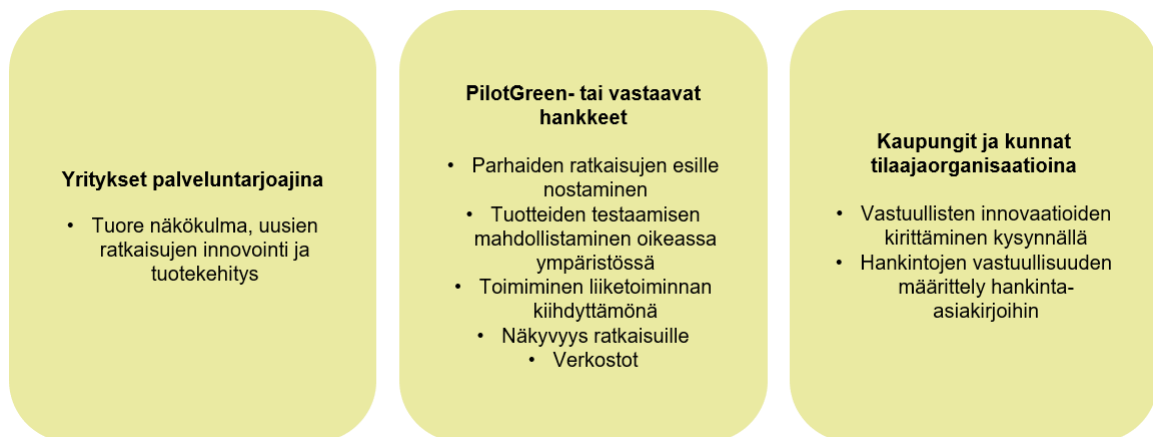 Yritykset palveluntarjoajina
• Tuore näkökulma, uusien
ratkaisujen innovointi ja
tuotekehitys
PilotGreen- tai vastaavat
hankkeet
• Parhaiden ratkaisujen esille
nostaminen
• Tuotteiden testaamisen
mahdollistaminen oikeassa
ympäristössä
• Toimiminen liiketoiminnan
kiihdyttämönä
• Näkyvyys ratkaisuille
• Verkostot
Kaupungit ja kunnat
tilaajaorganisaatioina
• Vastuullisten innovaatioiden
kirittäminen kysynnällä
• Hankintojen vastuullisuuden
määrittely hankinta-
asiakirjoihin